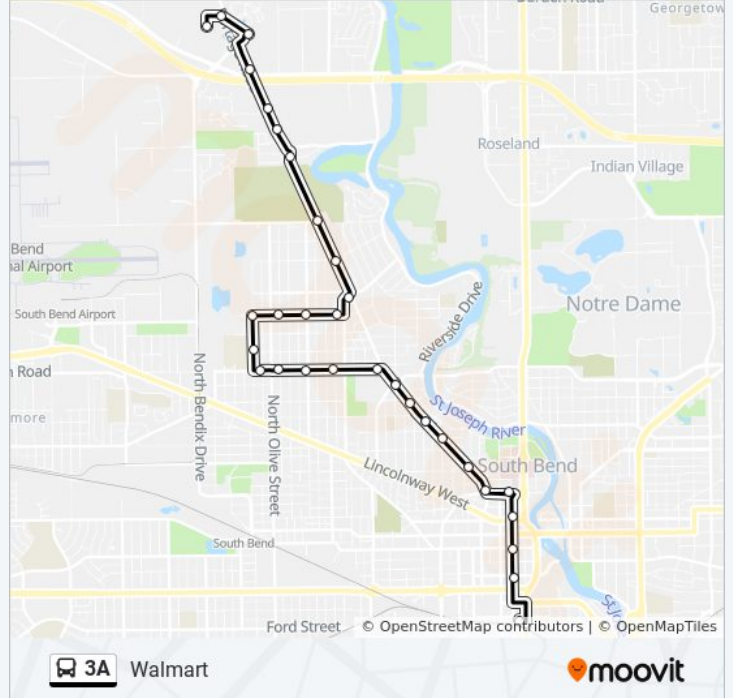 Georgetow
Roseland
Indian Village
Bend
al Airport
Notre Dame
South Bend Airport
Riverside Drive
Road
North Bendix Drive
more
North Olive Street
St Joseph River
South Bend
Lincolnway West
South Bend
Ford Street
© OpenStreetMap contributors | © OpenMapTiles
3A Walmart
moovit